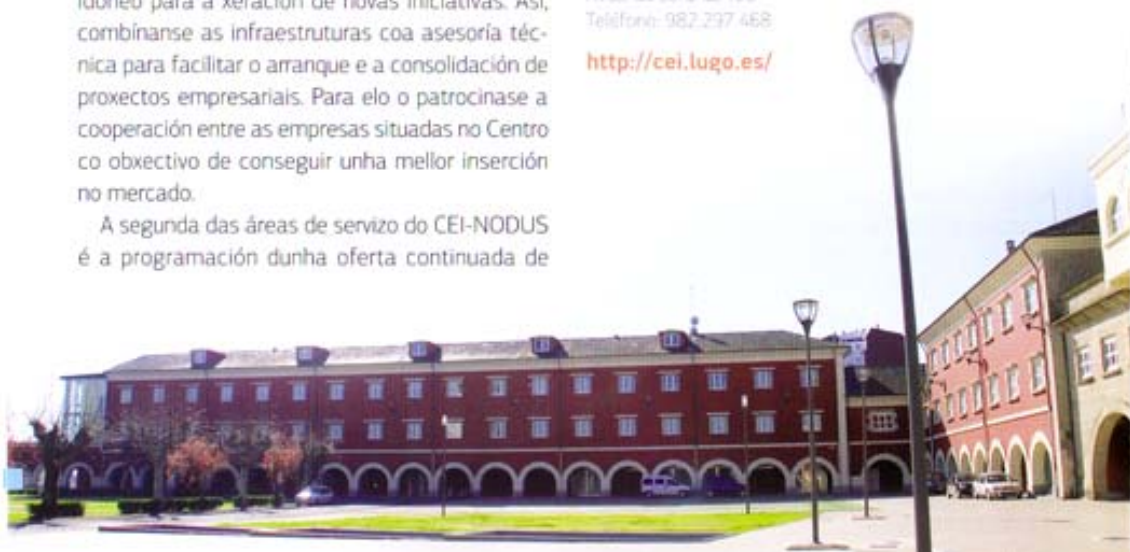 idóneo para a xeración de novas iniciativas. Así,
combínanse as infraestruturas coa asesoría téc-
nica para facilitar o arranque e a consolidación de
proxectos empresariais. Para elo o patrocinase a
cooperación entre as empresas situadas no Centro
co obxectivo de conseguir unha mellor inserción
no mercado.
A segunda das áreas de servizo do CEI-NODUS
é a programación dunha oferta continuada de
Teléfono: 982 297 468
http://cei.lugo.es/